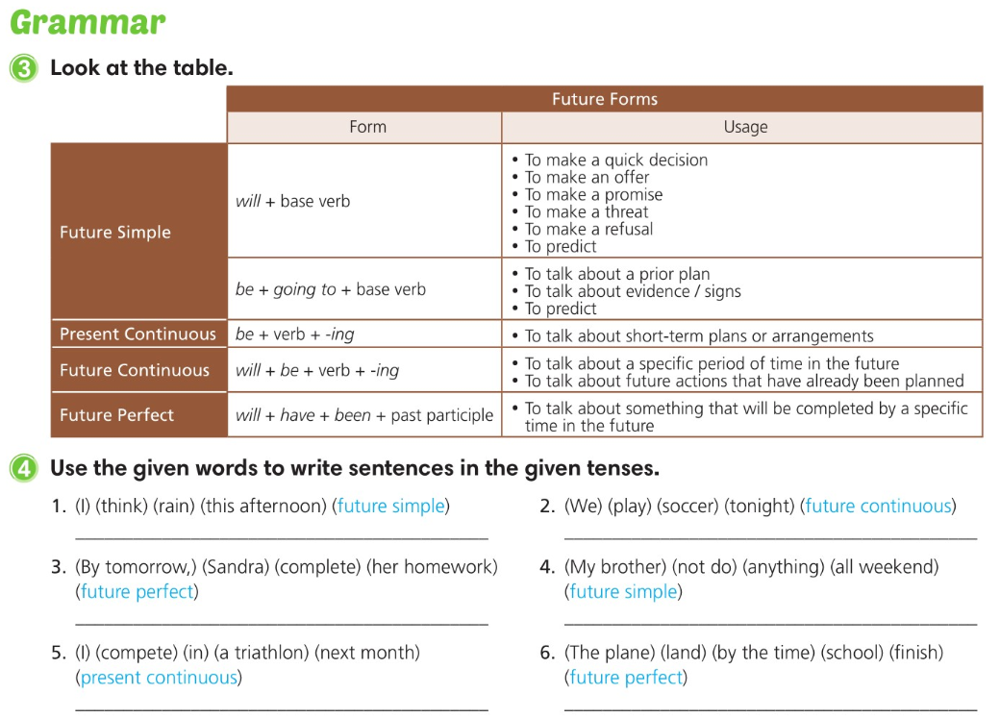 Grammar
3 Look at the table.
Future Forms
Form Usage
Future Simple
will + base verb
• To make a quick decision
• To make an offer
• To make a promise
• To make a threat
• To make a refusal
• To predict
be + going to + base verb
• To talk about a prior plan
• To talk about evidence / signs
• To predict
Present Continuous be + verb + -ing • To talk about short-term plans or arrangements
Future Continuous will + be + verb + -ing
• To talk about a specific period of time in the future
• To talk about future actions that have already been planned
Future Perfect will + have + been + past participle
• To talk about something that will be completed by a specific
time in the future
4 Use the given words to write sentences in the given tenses.
1. (I) (think) (rain) (this afternoon) (future simple)
2. (We) (play) (soccer) (tonight) (future continuous)
3. (By tomorrow,) (Sandra) (complete) (her homework)
(future perfect)
4. (My brother) (not do) (anything) (all weekend)
(future simple)
5. (I) (compete) (in) (a triathlon) (next month)
(present continuous)
6. (The plane) (land) (by the time) (school) (finish)
(future perfect)